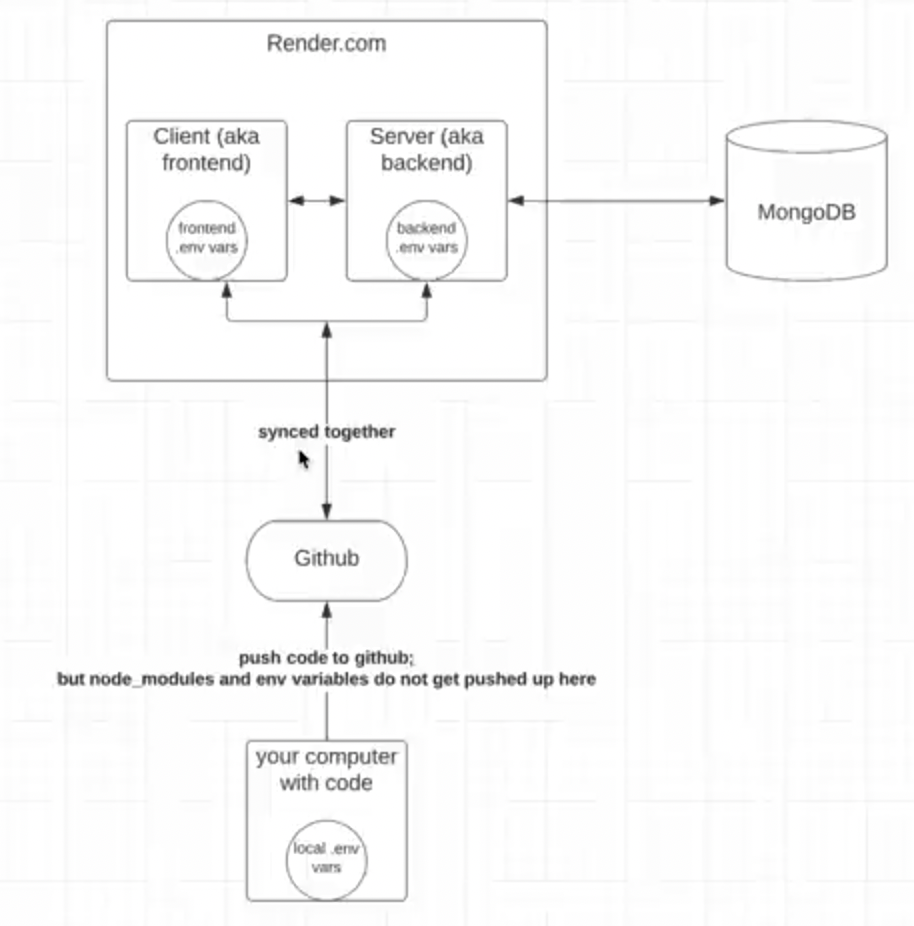 Render.com
Client (aka
frontend)
Server (aka
backend)
frontend
.env vars
backend
.env vars
MongoDB
synced together
Github
push code to github;
but node_modules and env variables do not get pushed up here
your computer
with code
local .env
vars